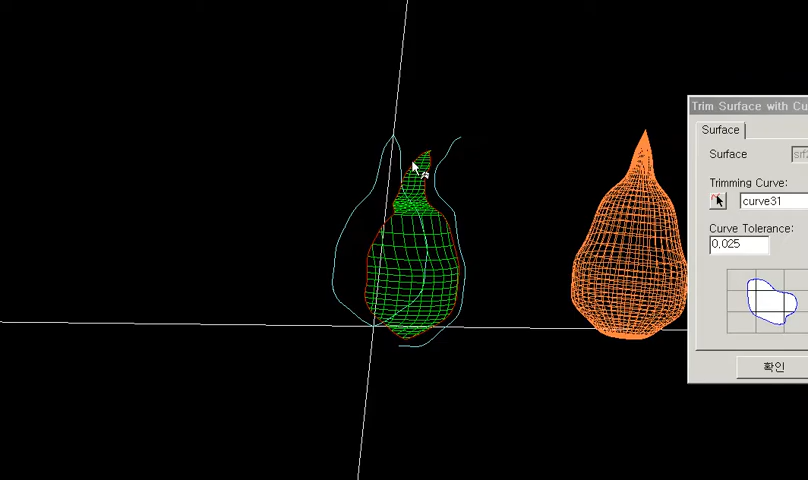 Trim Surface with Cu
Surface
Surface
Trimming Curve:
curve31
Curve Tolerance:
0,025
확인